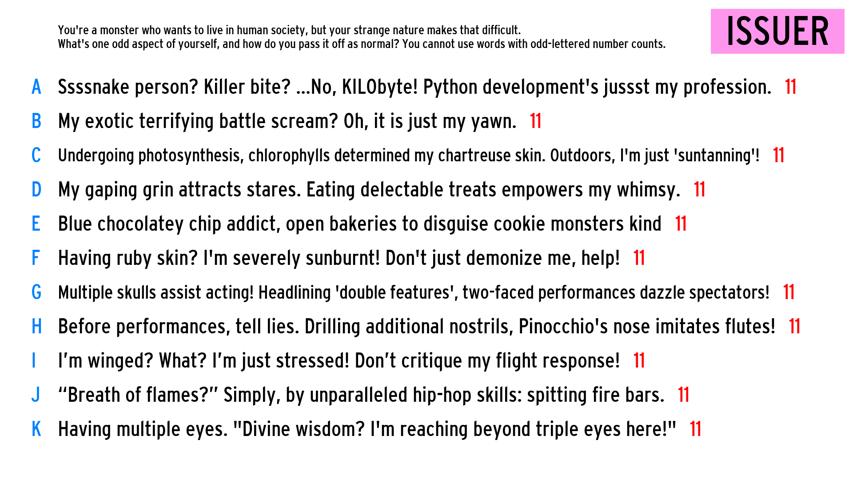 You're a monster who wants to live in human society, but your strange nature makes that difficult.
What's one odd aspect of yourself, and how do you pass it off as normal? You cannot use words with odd-lettered number counts.
ISSUER
A Ssssnake person? Killer bite? ...No, KILObyte! Python development's jussst my profession. 11
B My exotic terrifying battle scream? Oh, it is just my yawn. 11
C Undergoing photosynthesis, chlorophylls determined my chartreuse skin. Outdoors, I'm just 'suntanning'! 11
D My gaping grin attracts stares. Eating delectable treats empowers my whimsy. 11
E Blue chocolatey chip addict, open bakeries to disguise cookie monsters kind 11
F Having ruby skin? I'm severely sunburnt! Don't just demonize me, help! 11
G Multiple skulls assist acting! Headlining 'double features', two-faced performances dazzle spectators! 11
H Before performances, tell lies. Drilling additional nostrils, Pinocchio's nose imitates flutes! 11
I I’m winged? What? I’m just stressed! Don’t critique my flight response! 11
J “Breath of flames?” Simply, by unparalleled hip-hop skills: spitting fire bars. 11
K Having multiple eyes. "Divine wisdom? I'm reaching beyond triple eyes here!" 11